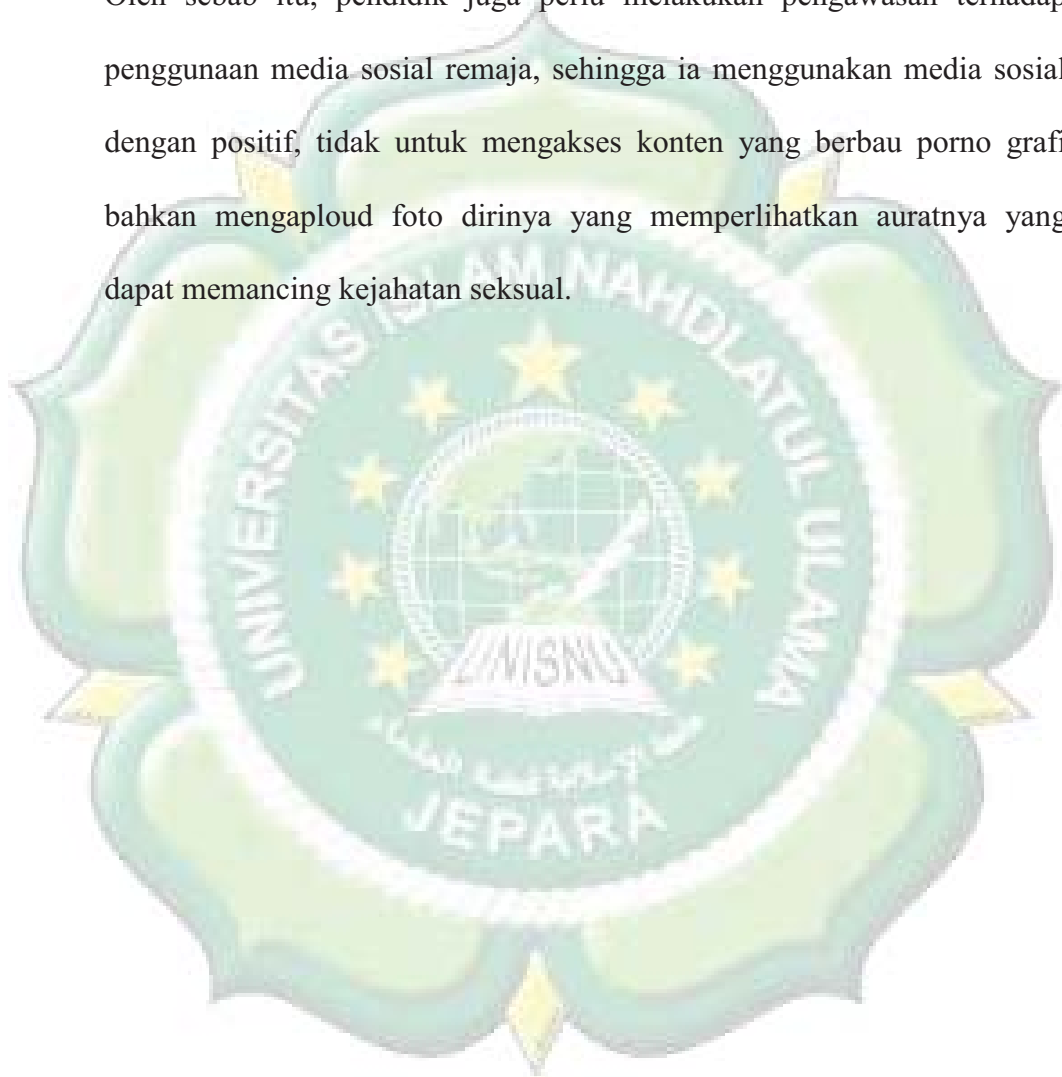 Oleh sebab itu, pendidik juga perlu melakukan pengawasan terhadap
penggunaan media sosial remaja, sehingga ia menggunakan media sosial
dengan positif, tidak untuk mengakses konten yang berbau porno grafi
bahkan mengaploud foto dirinya yang memperlihatkan auratnya yang
dapat memancing kejahatan seksual.
UNIVERSITAS ISLAM NAHDLATUL ULAMA
UNISNU
JEPARA